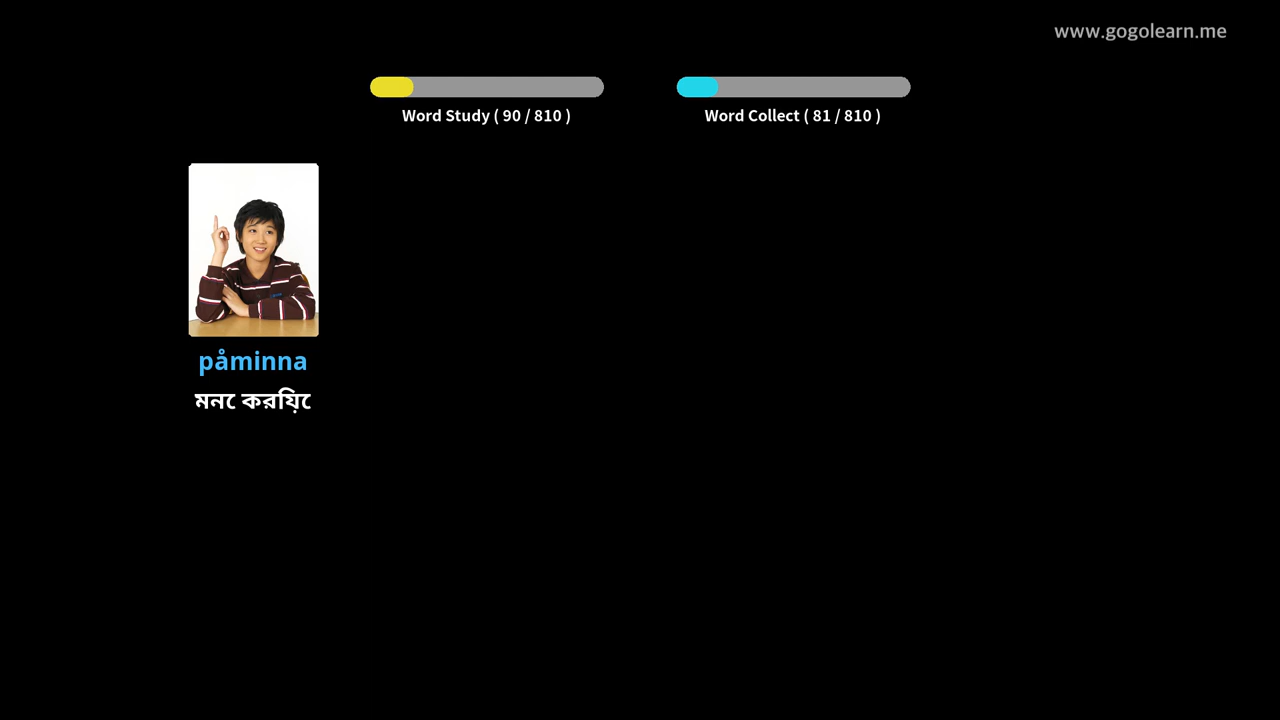 www.gogolearn.me
Word Study ( 90 / 810 )
Word Collect ( 81 / 810 )
påminna
মনে করিয়ে